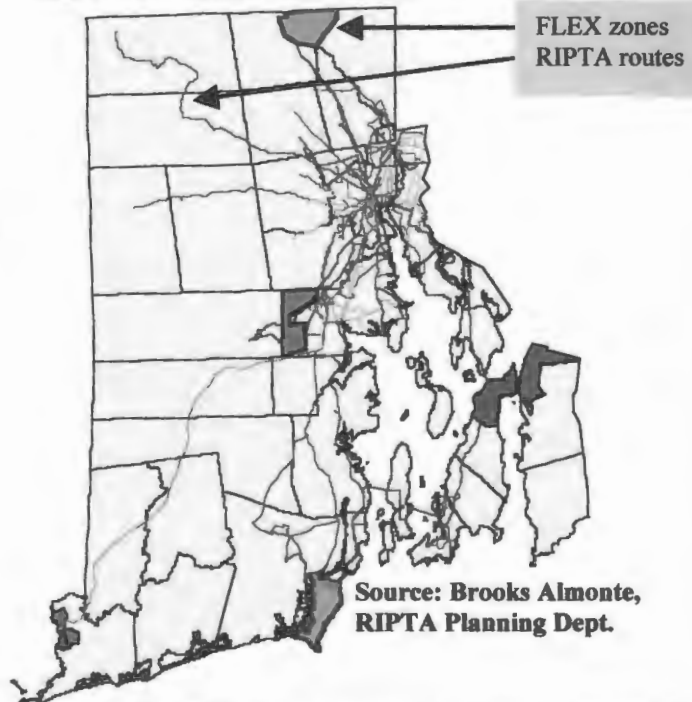 FLEX zones
RIPTA routes
Source: Brooks Almonte,
RIPTA Planning Dept.